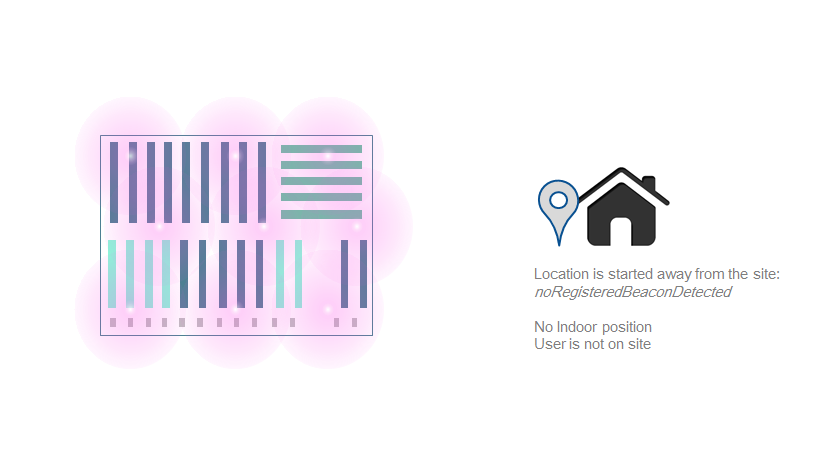 Location is started away from the site:
noRegisteredBeaconDetected
No Indoor position
User is not on site